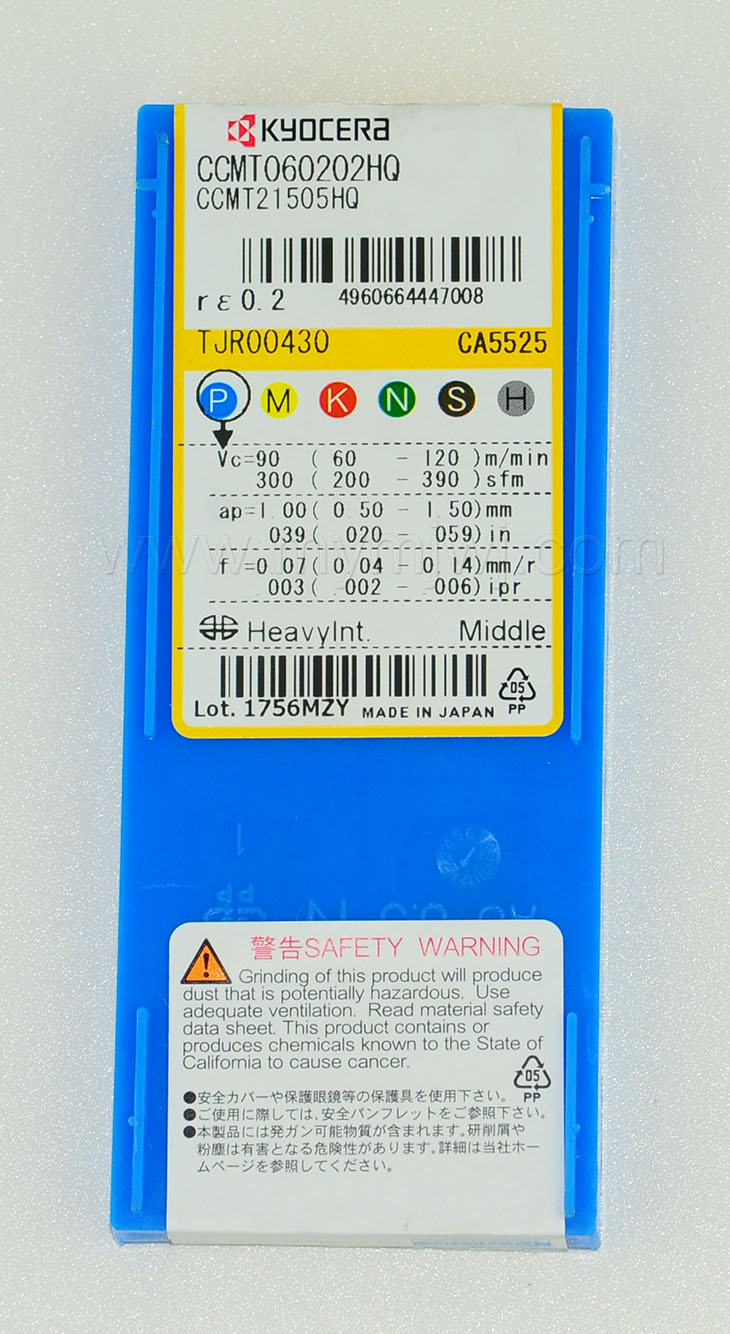 KYOCERA
CCMT060202HQ
CCMT21505HQ
rε0.2 4960664447008
TJR00430 CA5525
P M K N S H
Vc=90 ( 60 - 120 )m/min
300 ( 200 - 390 )sfm
ap=1.00( 0.50 - 1.50)mm
.039( .020 - .059)in
f =0.07( 0.04 - 0.14)mm/r
.003( .002 - .006)ipr
HeavyInt. Middle
05
Lot. 1756MZY MADE IN JAPAN PP
www.mymiwi.com
警告SAFETY WARNING
Grinding of this product will produce
dust that is potentially hazardous. Use
adequate ventilation. Read material safety
data sheet. This product contains or
produces chemicals known to the State of
California to cause cancer.
05
PP
●安全カバーや保護眼鏡等の保護具を使用下さい。
●ご使用に際しては、安全パンフレットをご参照下さい。
●本製品には発ガン可能物質が含まれます。研削屑や
粉塵は有害となる危険性があります。詳細は当社ホー
ムページを参照してください。